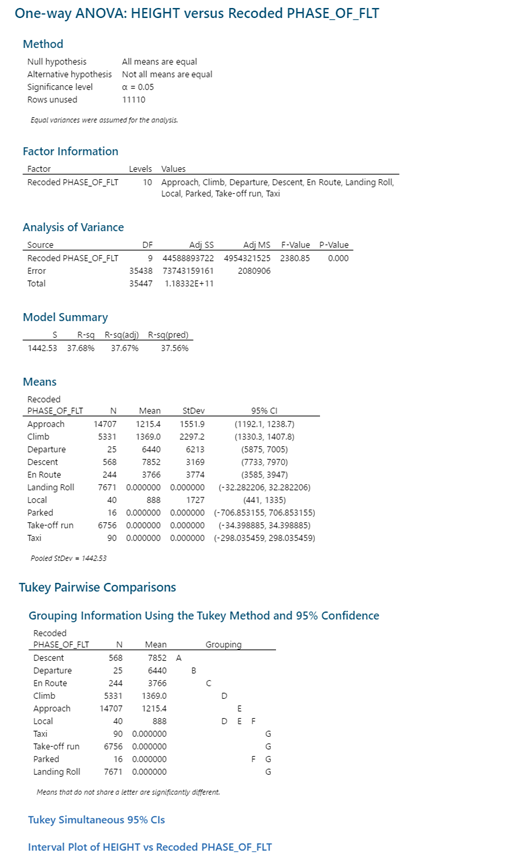 One-way ANOVA: HEIGHT versus Recoded PHASE_OF_FLT
Method
Null hypothesis All means are equal
Alternative hypothesis Not all means are equal
Significance level α = 0.05
Rows unused 11110
Equal variances were assumed for the analysis.
Factor Information
Factor Levels Values
Recoded PHASE_OF_FLT 10 Approach, Climb, Departure, Descent, En Route, Landing Roll,
Local, Parked, Take-off run, Taxi
Analysis of Variance
Source DF Adj SS Adj MS F-Value P-Value
Recoded PHASE_OF_FLT 9 44588893722 4954321525 2380.85 0.000
Error 35438 73743159161 2080906
Total 35447 1.18332E+11
Model Summary
S R-sq R-sq(adj) R-sq(pred)
1442.53 37.68% 37.67% 37.56%
Means
Recoded
PHASE_OF_FLT N Mean StDev 95% CI
Approach 14707 1215.4 1551.9 (1192.1, 1238.7)
Climb 5331 1369.0 2297.2 (1330.3, 1407.8)
Departure 25 6440 6213 (5875, 7005)
Descent 568 7852 3169 (7733, 7970)
En Route 244 3766 3774 (3585, 3947)
Landing Roll 7671 0.000000 0.000000 (-32.282206, 32.282206)
Local 40 888 1727 (441, 1335)
Parked 16 0.000000 0.000000 (-706.853155, 706.853155)
Take-off run 6756 0.000000 0.000000 (-34.398885, 34.398885)
Taxi 90 0.000000 0.000000 (-298.035459, 298.035459)
Pooled StDev = 1442.53
Tukey Pairwise Comparisons
Grouping Information Using the Tukey Method and 95% Confidence
Recoded
PHASE_OF_FLT N Mean Grouping
Descent 568 7852 A
Departure 25 6440 B
En Route 244 3766 C
Climb 5331 1369.0 D
Approach 14707 1215.4 E
Local 40 888 D E F
Taxi 90 0.000000 G
Take-off run 6756 0.000000 G
Parked 16 0.000000 F G
Landing Roll 7671 0.000000 G
Means that do not share a letter are significantly different.
Tukey Simultaneous 95% CIs
Interval Plot of HEIGHT vs Recoded PHASE_OF_FLT